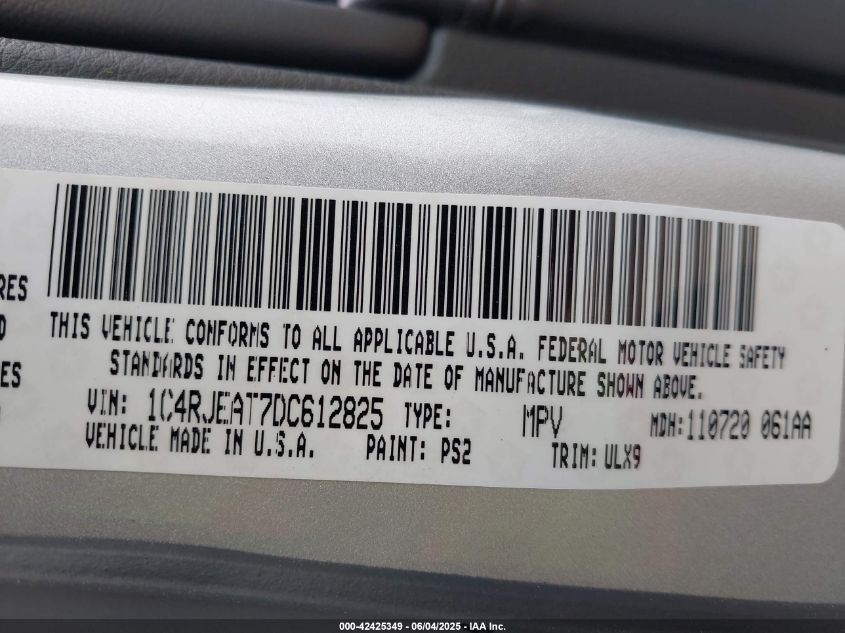 RES
THIS VEHICLE CONFORMS TO ALL APPLICABLE U.S.A. FEDERAL MOTOR VEHICLE SAFETY
STANDARDS IN EFFECT ON THE DATE OF MANUFACTURE SHOWN ABOVE.
ES
VIN: 1C4RJEAT7DC612825 TYPE: MPV MDH:110720 061AA
VEHICLE MADE IN U.S.A. PAINT: PS2 TRIM: ULX9
000-42425349 | 06/04/2025 - IAA Inc.